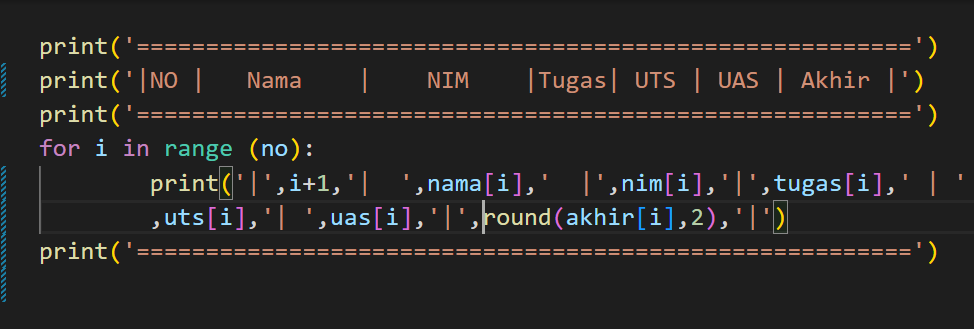 print('========================================================')
print('|NO |   Nama    |    NIM    |Tugas| UTS | UAS | Akhir |')
print('========================================================')
for i in range (no):
        print('|',i+1,'|  ',nama[i],'  |',nim[i],'|',tugas[i],' | '
        ,uts[i],'| ',uas[i],'|',round(akhir[i],2),'|')
print('========================================================')